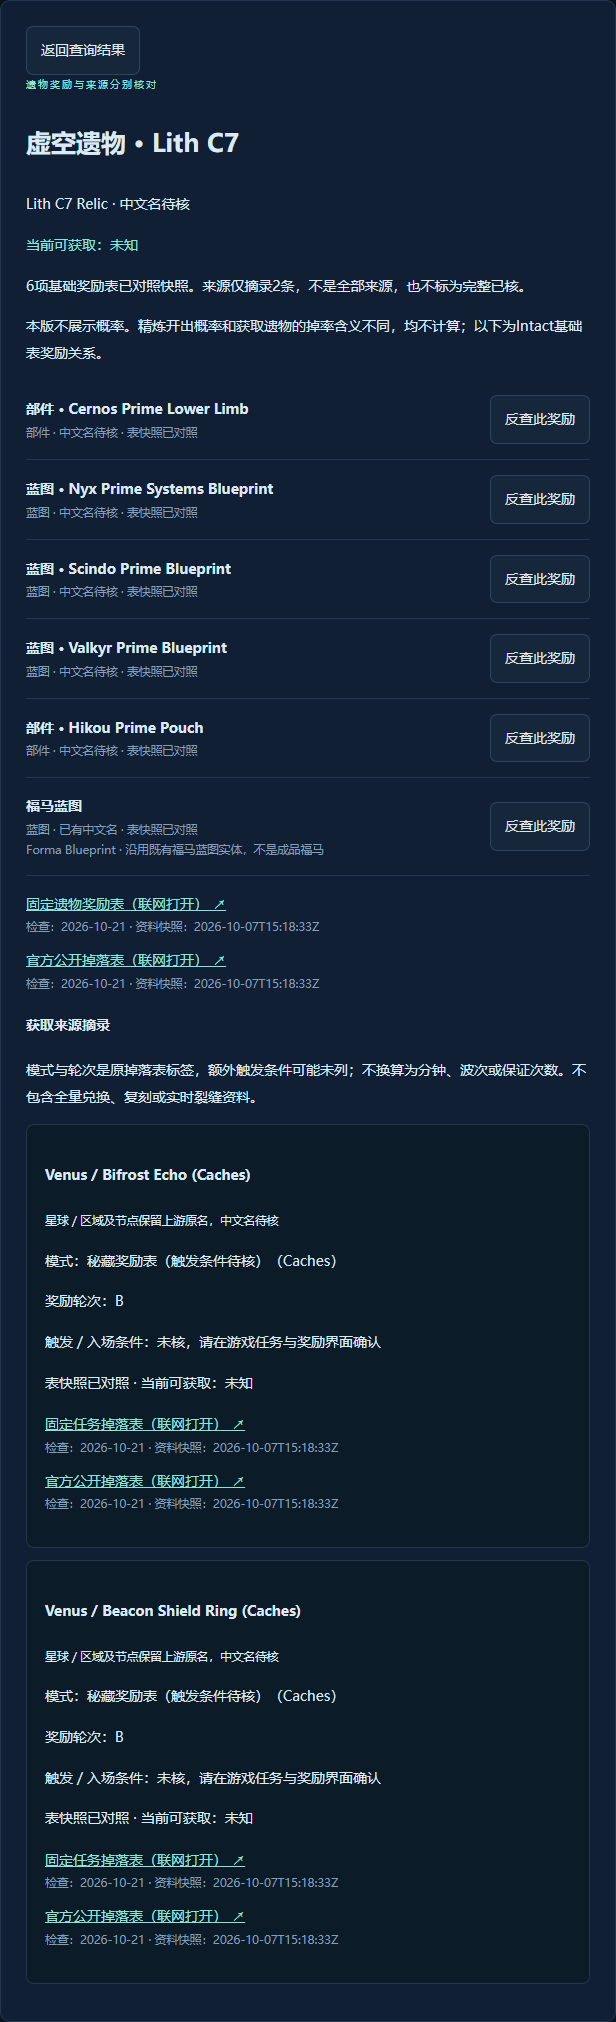 返回查询结果
遗物奖励与来源分别核对
虚空遗物 • Lith C7
Lith C7 Relic · 中文名待核
当前可获取：未知
6项基础奖励表已对照快照。来源仅摘录2条，不是全部来源，也不标为完整已核。
本版不展示概率。精炼开出概率和获取遗物的掉率含义不同，均不计算；以下为Intact基础
表奖励关系。
部件 • Cernos Prime Lower Limb
部件 · 中文名待核 · 表快照已对照
反查此奖励
蓝图 • Nyx Prime Systems Blueprint
蓝图 · 中文名待核 · 表快照已对照
反查此奖励
蓝图 • Scindo Prime Blueprint
蓝图 · 中文名待核 · 表快照已对照
反查此奖励
蓝图 • Valkyr Prime Blueprint
蓝图 · 中文名待核 · 表快照已对照
反查此奖励
部件 • Hikou Prime Pouch
部件 · 中文名待核 · 表快照已对照
反查此奖励
福马蓝图
蓝图 · 已有中文名 · 表快照已对照
Forma Blueprint · 沿用既有福马蓝图实体，不是成品福马
反查此奖励
固定遗物奖励表（联网打开） ↗
检查：2026-10-21 · 资料快照：2026-10-07T15:18:33Z
官方公开掉落表（联网打开） ↗
检查：2026-10-21 · 资料快照：2026-10-07T15:18:33Z
获取来源摘录
模式与轮次是原掉落表标签，额外触发条件可能未列；不换算为分钟、波次或保证次数。不
包含全量兑换、复刻或实时裂缝资料。
Venus / Bifrost Echo (Caches)
星球 / 区域及节点保留上游原名，中文名待核
模式：秘藏奖励表（触发条件待核）（Caches）
奖励轮次：B
触发 / 入场条件：未核，请在游戏任务与奖励界面确认
表快照已对照 · 当前可获取：未知
固定任务掉落表（联网打开） ↗
检查：2026-10-21 · 资料快照：2026-10-07T15:18:33Z
官方公开掉落表（联网打开） ↗
检查：2026-10-21 · 资料快照：2026-10-07T15:18:33Z
Venus / Beacon Shield Ring (Caches)
星球 / 区域及节点保留上游原名，中文名待核
模式：秘藏奖励表（触发条件待核）（Caches）
奖励轮次：B
触发 / 入场条件：未核，请在游戏任务与奖励界面确认
表快照已对照 · 当前可获取：未知
固定任务掉落表（联网打开） ↗
检查：2026-10-21 · 资料快照：2026-10-07T15:18:33Z
官方公开掉落表（联网打开） ↗
检查：2026-10-21 · 资料快照：2026-10-07T15:18:33Z